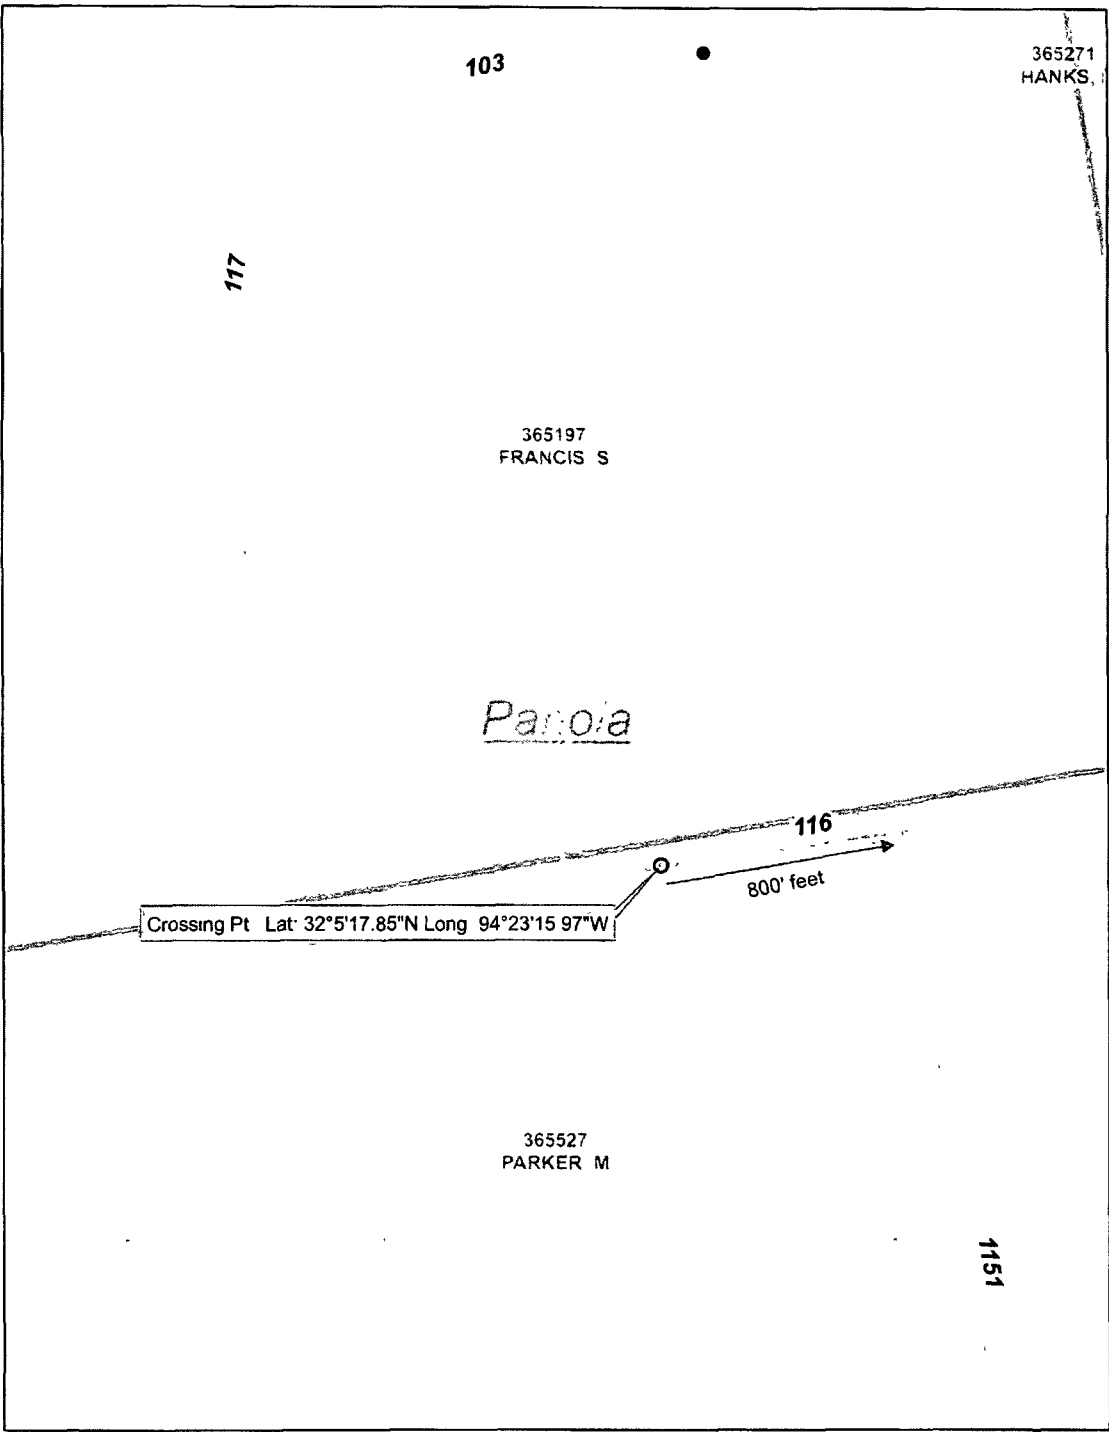 103
365271
HANKS,
117
365197
FRANCIS S
Panola
116
800' feet
Crossing Pt Lat 32°5'17.85"N Long 94°23'15 97"W
365527
PARKER M
1151